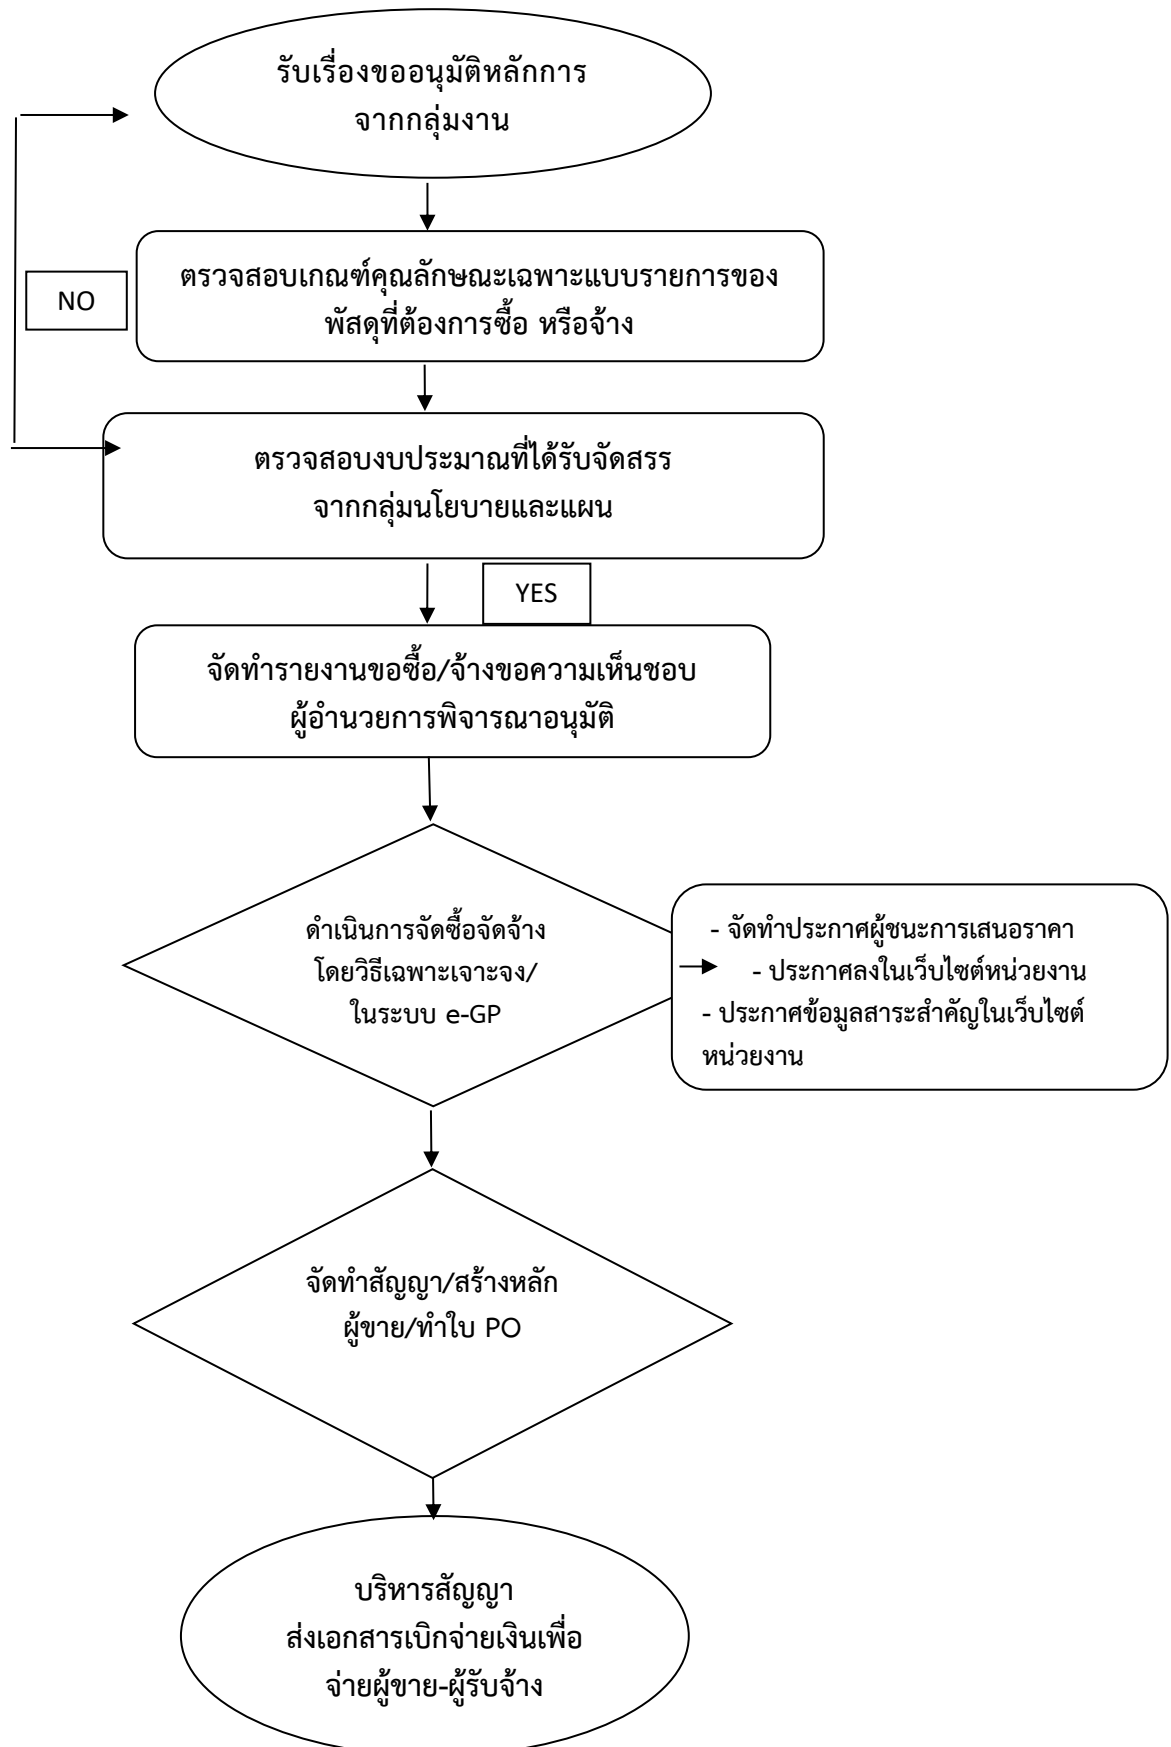 รับเรื่องขออนุมัติหลักการ
จากกลุ่มงาน
NO
ตรวจสอบเกณฑ์คุณลักษณะเฉพาะแบบรายการของ
พัสดุที่ต้องการซื้อ หรือจ้าง
ตรวจสอบงบประมาณที่ได้รับจัดสรร
จากกลุ่มนโยบายและแผน
YES
จัดทำรายงานขอซื้อ/จ้างขอความเห็นชอบ
ผู้อำนวยการพิจารณาอนุมัติ
ดำเนินการจัดซื้อจัดจ้าง
โดยวิธีเฉพาะเจาะจง/
ในระบบ e-GP
- จัดทำประกาศผู้ชนะการเสนอราคา
- ประกาศลงในเว็บไซต์หน่วยงาน
- ประกาศข้อมูลสาระสำคัญในเว็บไซต์
หน่วยงาน
จัดทำสัญญา/สร้างหลัก
ผู้ขาย/ทำใบ PO
บริหารสัญญา
ส่งเอกสารเบิกจ่ายเงินเพื่อ
จ่ายผู้ขาย-ผู้รับจ้าง